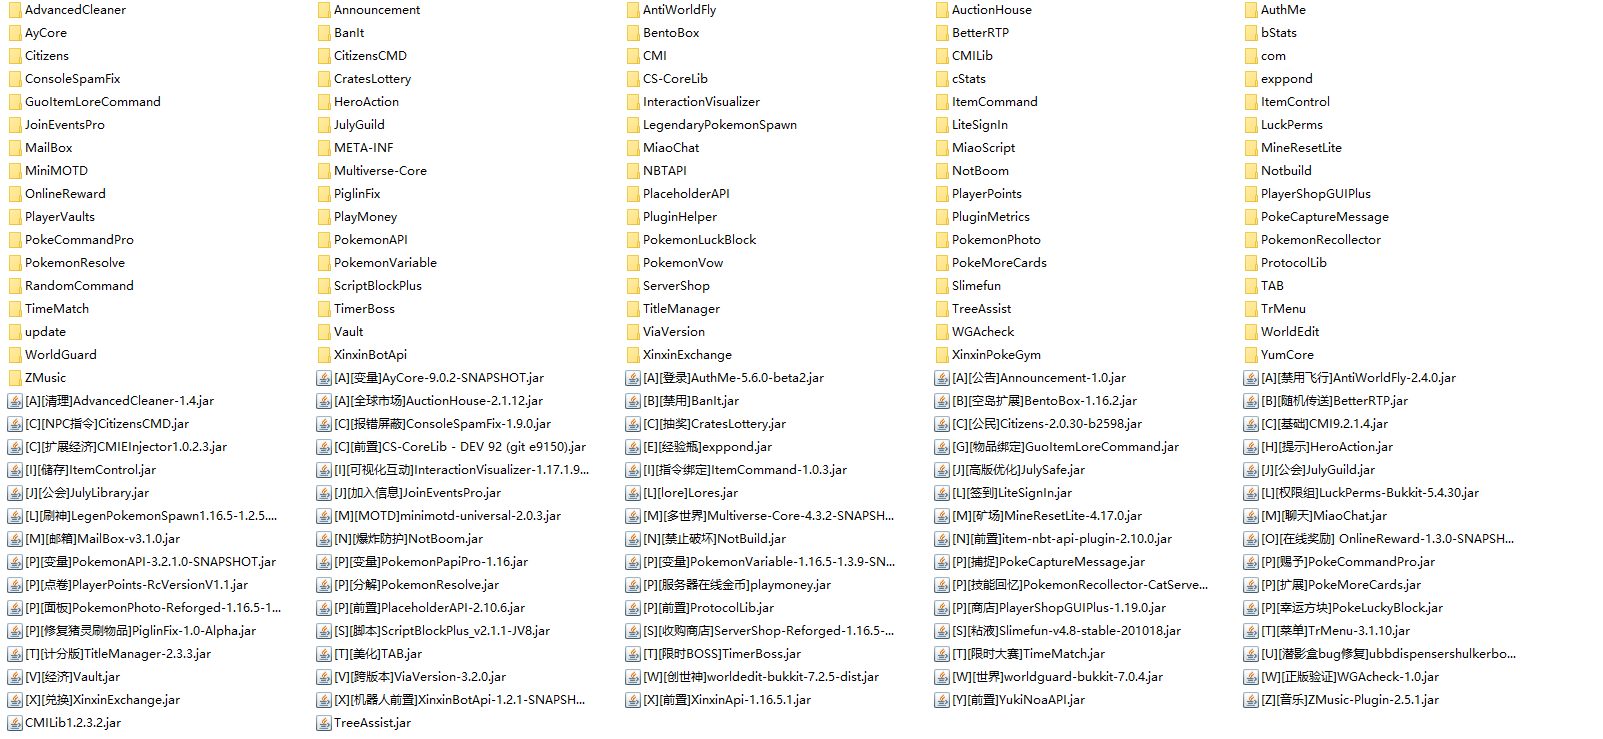 AdvancedCleaner
Announcement
AntiWorldFly
AuctionHouse
AuthMe
AyCore
BanIt
BentoBox
BetterRTP
bStats
Citizens
CitizensCMD
CMI
CMILib
com
ConsoleSpamFix
CratesLottery
CS-CoreLib
cStats
exppond
GuoItemLoreCommand
HeroAction
InteractionVisualizer
ItemCommand
ItemControl
JoinEventsPro
JulyGuild
LegendaryPokemonSpawn
LiteSignIn
LuckPerms
MailBox
META-INF
MiaoChat
MiaoScript
MineResetLite
MiniMOTD
Multiverse-Core
NBTAPI
NotBoom
Notbuild
OnlineReward
PiglinFix
PlaceholderAPI
PlayerPoints
PlayerShopGUIPlus
PlayerVaults
PlayMoney
PluginHelper
PluginMetrics
PokeCaptureMessage
PokeCommandPro
PokemonAPI
PokemonLuckBlock
PokemonPhoto
PokemonRecollector
PokemonResolve
PokemonVariable
PokemonVow
PokeMoreCards
ProtocolLib
RandomCommand
ScriptBlockPlus
ServerShop
Slimefun
TAB
TimeMatch
TimerBoss
TitleManager
TreeAssist
TrMenu
update
Vault
ViaVersion
WGAcheck
WorldEdit
WorldGuard
XinxinBotApi
XinxinExchange
XinxinPokeGym
YumCore
ZMusic
[A][变量]AyCore-9.0.2-SNAPSHOT.jar
[A][登录]AuthMe-5.6.0-beta2.jar
[A][公告]Announcement-1.0.jar
[A][禁用飞行]AntiWorldFly-2.4.0.jar
[A][清理]AdvancedCleaner-1.4.jar
[A][全球市场]AuctionHouse-2.1.12.jar
[B][禁用]BanIt.jar
[B][空岛扩展]BentoBox-1.16.2.jar
[B][随机传送]BetterRTP.jar
[C][NPC指令]CitizensCMD.jar
[C][报错屏蔽]ConsoleSpamFix-1.9.0.jar
[C][抽奖]CratesLottery.jar
[C][公民]Citizens-2.0.30-b2598.jar
[C][基础]CMI9.2.1.4.jar
[C][扩展经济]CMIEInjector1.0.2.3.jar
[C][前置]CS-CoreLib - DEV 92 (git e9150).jar
[E][经验瓶]exppond.jar
[G][物品绑定]GuoItemLoreCommand.jar
[H][提示]HeroAction.jar
[I][储存]ItemControl.jar
[I][可视化互动]InteractionVisualizer-1.17.1.9...
[I][指令绑定]ItemCommand-1.0.3.jar
[J][高版优化]JulySafe.jar
[J][公会]JulyGuild.jar
[J][公会]JulyLibrary.jar
[J][加入信息]JoinEventsPro.jar
[L][lore]Lores.jar
[L][签到]LiteSignIn.jar
[L][权限组]LuckPerms-Bukkit-5.4.30.jar
[L][刷神]LegenPokemonSpawn1.16.5-1.2.5....
[M][MOTD]minimotd-universal-2.0.3.jar
[M][多世界]Multiverse-Core-4.3.2-SNAPSH...
[M][矿场]MineResetLite-4.17.0.jar
[M][聊天]MiaoChat.jar
[M][邮箱]MailBox-v3.1.0.jar
[N][爆炸防护]NotBoom.jar
[N][禁止破坏]NotBuild.jar
[N][前置]item-nbt-api-plugin-2.10.0.jar
[O][在线奖励] OnlineReward-1.3.0-SNAPSH...
[P][变量]PokemonAPI-3.2.1.0-SNAPSHOT.jar
[P][变量]PokemonPapiPro-1.16.jar
[P][变量]PokemonVariable-1.16.5-1.3.9-SN...
[P][捕捉]PokeCaptureMessage.jar
[P][赐予]PokeCommandPro.jar
[P][点卷]PlayerPoints-RcVersionV1.1.jar
[P][分解]PokemonResolve.jar
[P][服务器在线金币]playmoney.jar
[P][技能回忆]PokemonRecollector-CatServe...
[P][扩展]PokeMoreCards.jar
[P][面板]PokemonPhoto-Reforged-1.16.5-1...
[P][前置]PlaceholderAPI-2.10.6.jar
[P][前置]ProtocolLib.jar
[P][商店]PlayerShopGUIPlus-1.19.0.jar
[P][幸运方块]PokeLuckyBlock.jar
[P][修复猪灵刷物品]PiglinFix-1.0-Alpha.jar
[S][脚本]ScriptBlockPlus_v2.1.1-JV8.jar
[S][收购商店]ServerShop-Reforged-1.16.5-...
[S][粘液]Slimefun-v4.8-stable-201018.jar
[T][菜单]TrMenu-3.1.10.jar
[T][计分版]TitleManager-2.3.3.jar
[T][美化]TAB.jar
[T][限时BOSS]TimerBoss.jar
[T][限时大赛]TimeMatch.jar
[U][潜影盒bug修复]ubbdispensershulkerbo...
[V][经济]Vault.jar
[V][跨版本]ViaVersion-3.2.0.jar
[W][创世神]worldedit-bukkit-7.2.5-dist.jar
[W][世界]worldguard-bukkit-7.0.4.jar
[W][正版验证]WGAcheck-1.0.jar
[X][兑换]XinxinExchange.jar
[X][机器人前置]XinxinBotApi-1.2.1-SNAPSH...
[X][前置]XinxinApi-1.16.5.1.jar
[Y][前置]YukiNoaAPI.jar
[Z][音乐]ZMusic-Plugin-2.5.1.jar
CMILib1.2.3.2.jar
TreeAssist.jar